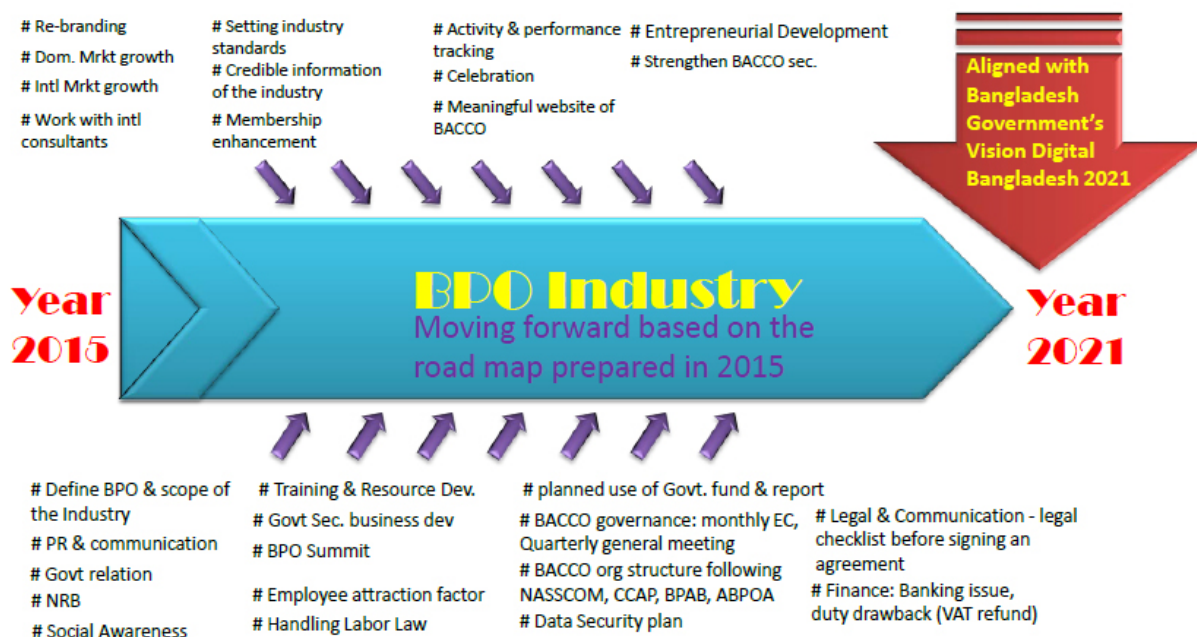 # Re-branding
# Dom. Mrkt growth
# Intl Mrkt growth
# Work with intl
consultants
# Setting industry
standards
# Credible information
of the industry
# Membership
enhancement
# Activity & performance
tracking
# Celebration
# Meaningful website of
BACCO
# Entrepreneurial Development
# Strengthen BACCO sec.
Aligned with
Bangladesh
Government's
Vision Digital
Bangladesh 2021
Year
2015
BPO Industry
Moving forward based on the
road map prepared in 2015
Year
2021
# Define BPO & scope of
the Industry
# PR & communication
# Govt relation
# NRB
# Social Awareness
# Training & Resource Dev.
# Govt Sec. business dev
# BPO Summit
# Employee attraction factor
# Handling Labor Law
# planned use of Govt. fund & report
# BACCO governance: monthly EC,
Quarterly general meeting
# BACCO org structure following
NASSCOM, CCAP, BPAB, ABPOA
# Data Security plan
# Legal & Communication - legal
checklist before signing an
agreement
# Finance: Banking issue,
duty drawback (VAT refund)